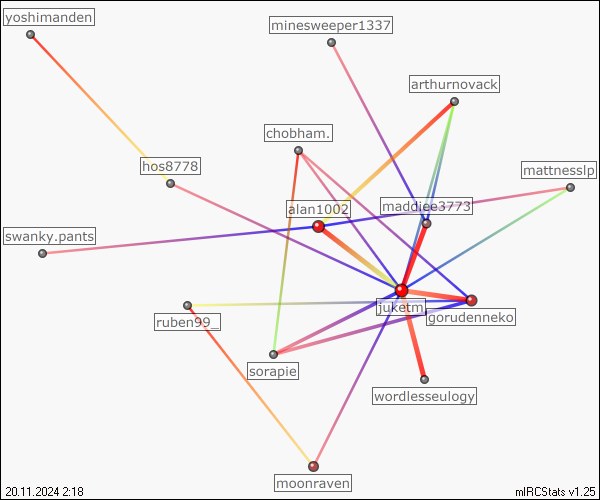 yoshimanden
minesweeper1337
arthurnovack
chobham.
hos8778
mattnesslp
alan1002
maddiee3773
swanky.pants
juketm
gorudenneko
ruben99_
sorapie
wordlesseulogy
moonraven
20.11.2024 2:18
mIRCStats v1.25